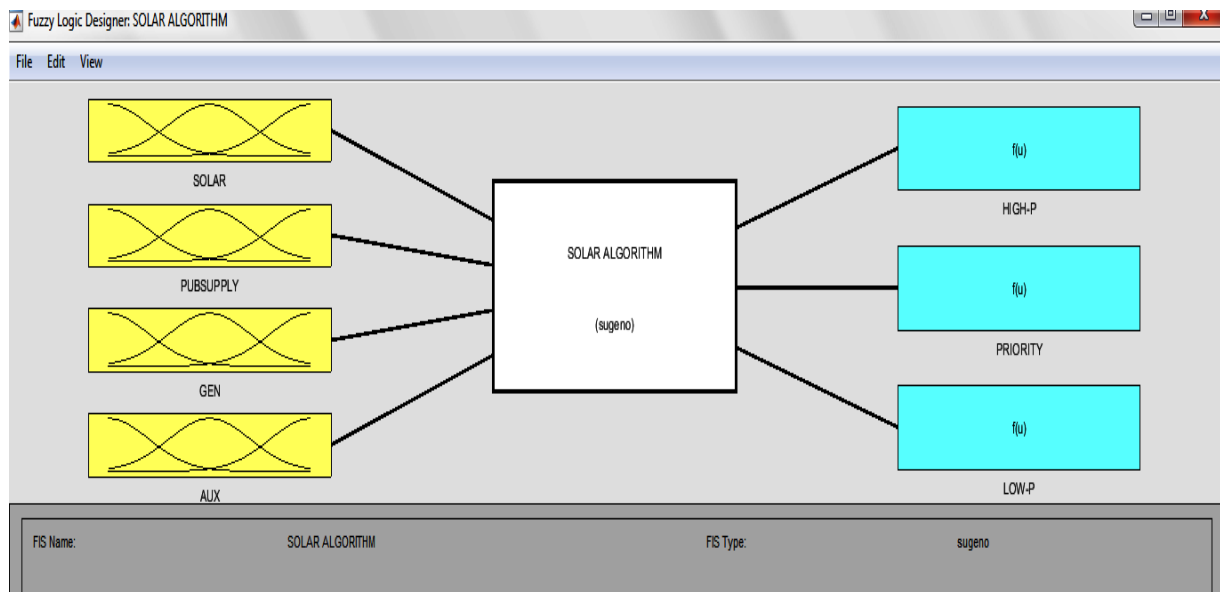 Fuzzy Logic Designer: SOLAR ALGORITHM
File Edit View
SOLAR
PUBSUPPLY
GEN
AUX
SOLAR ALGORITHM
(sugeno)
f(u)
HIGH-P
f(u)
PRIORITY
f(u)
LOW-P
FIS Name: SOLAR ALGORITHM FIS Type: sugeno